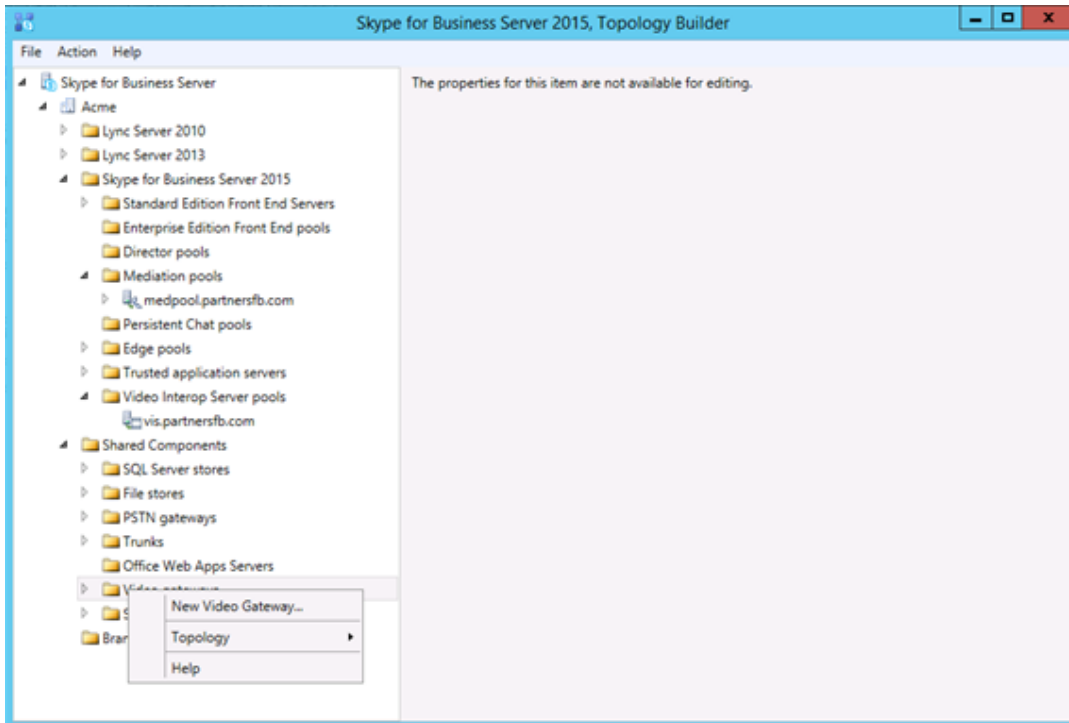 Skype for Business Server 2015, Topology Builder
File Action Help
Skype for Business Server
The properties for this item are not available for editing.
Acme
Lync Server 2010
Lync Server 2013
Skype for Business Server 2015
Standard Edition Front End Servers
Enterprise Edition Front End pools
Director pools
Mediation pools
medpool.partnersfb.com
Persistent Chat pools
Edge pools
Trusted application servers
Video Interop Server pools
vis.partnersfb.com
Shared Components
SQL Server stores
File stores
PSTN gateways
Trunks
Office Web Apps Servers
Video gateways
New Video Gateway...
Topology
Help